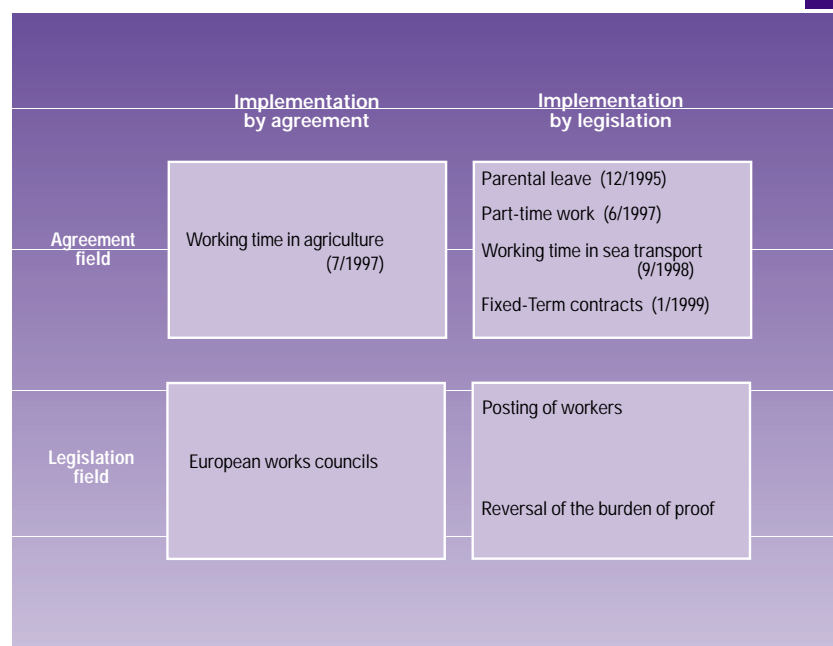 Implementation
by agreement
Implementation
by legislation
Agreement
field
Working time in agriculture
(7/1997)
Parental leave (12/1995)
Part-time work (6/1997)
Working time in sea transport
(9/1998)
Fixed-Term contracts (1/1999)
Legislation
field
European works councils
Posting of workers
Reversal of the burden of proof